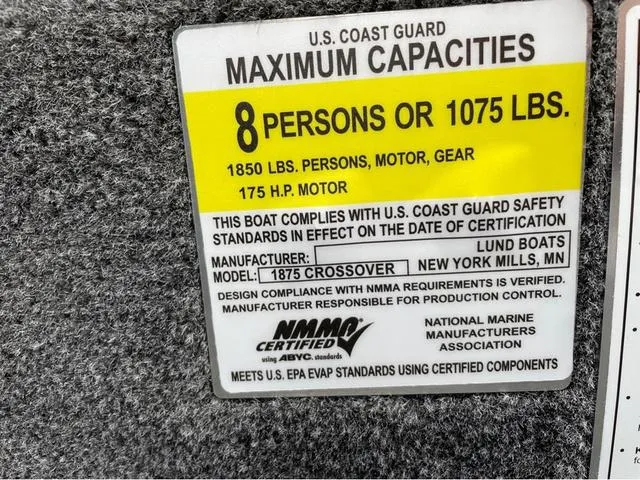 U.S. COAST GUARD
MAXIMUM CAPACITIES
8 PERSONS OR 1075 LBS.
1850 LBS. PERSONS, MOTOR, GEAR
175 H.P. MOTOR
THIS BOAT COMPLIES WITH U.S. COAST GUARD SAFETY
STANDARDS IN EFFECT ON THE DATE OF CERTIFICATION
MANUFACTURER: LUND BOATS
MODEL: 1875 CROSSOVER NEW YORK MILLS, MN
DESIGN COMPLIANCE WITH NMMA REQUIREMENTS IS VERIFIED.
MANUFACTURER RESPONSIBLE FOR PRODUCTION CONTROL.
NMMA
CERTIFIED
using ABYC. standards
NATIONAL MARINE
MANUFACTURERS
ASSOCIATION
MEETS U.S. EPA EVAP STANDARDS USING CERTIFIED COMPONENTS